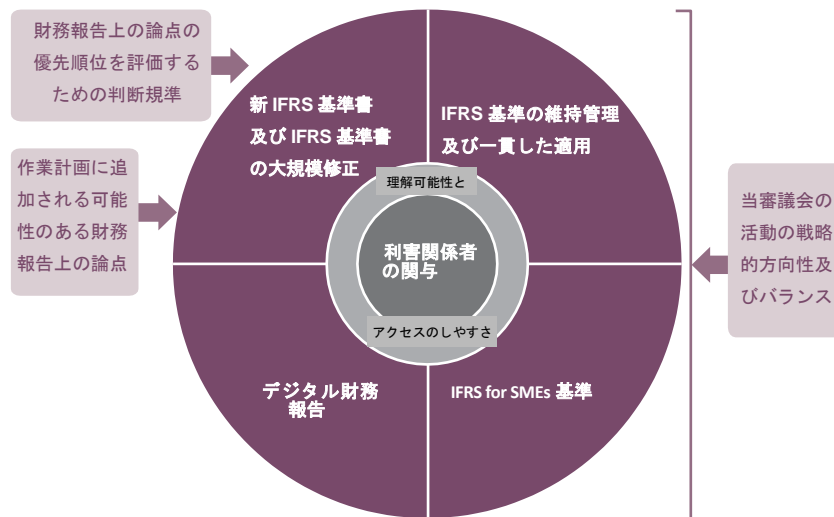 財務報告上の論点の
優先順位を評価する
ための判断規準
作業計画に追
加される可能
性のある財務
報告上の論点
新 IFRS 基準書
及び IFRS 基準書
の大規模修正
IFRS 基準の維持管理
及び一貫した適用
理解可能性と
利害関係者
の関与
アクセスのしやすさ
デジタル財務
報告
IFRS for SMEs 基準
当審議会の
活動の戦略
的方向性及
びバランス